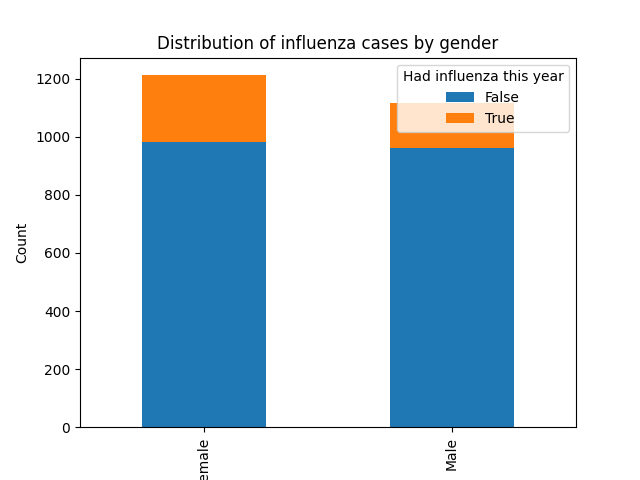 Distribution of influenza cases by gender
Had influenza this year
False
True
1200
1000
800
600
400
200
0
Count
emale
Male